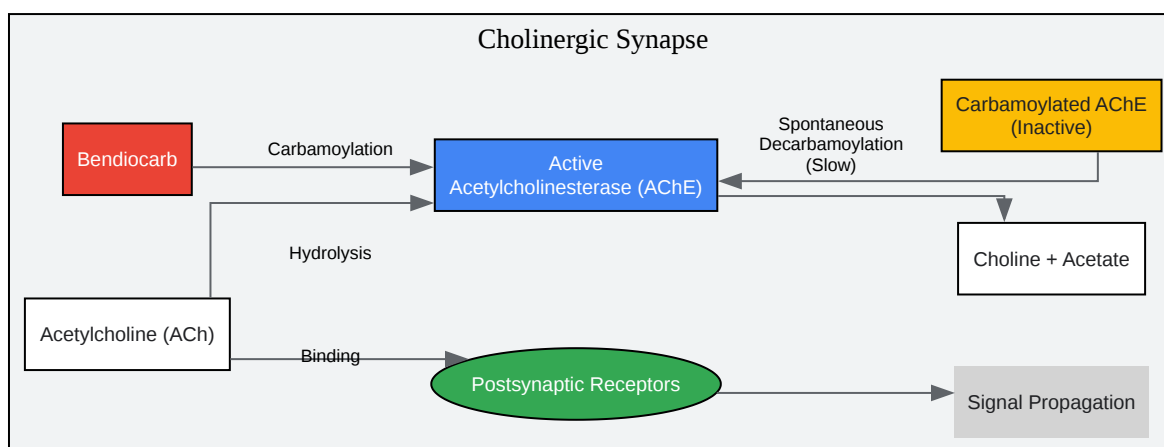 Cholinergic Synapse
Bendiocarb
Carbamoylation
Active
Acetylcholinesterase (AChE)
Spontaneous
Decarbamoylation
(Slow)
Carbamoylated AChE
(Inactive)
Hydrolysis
Choline + Acetate
Acetylcholine (ACh)
Binding
Postsynaptic Receptors
Signal Propagation